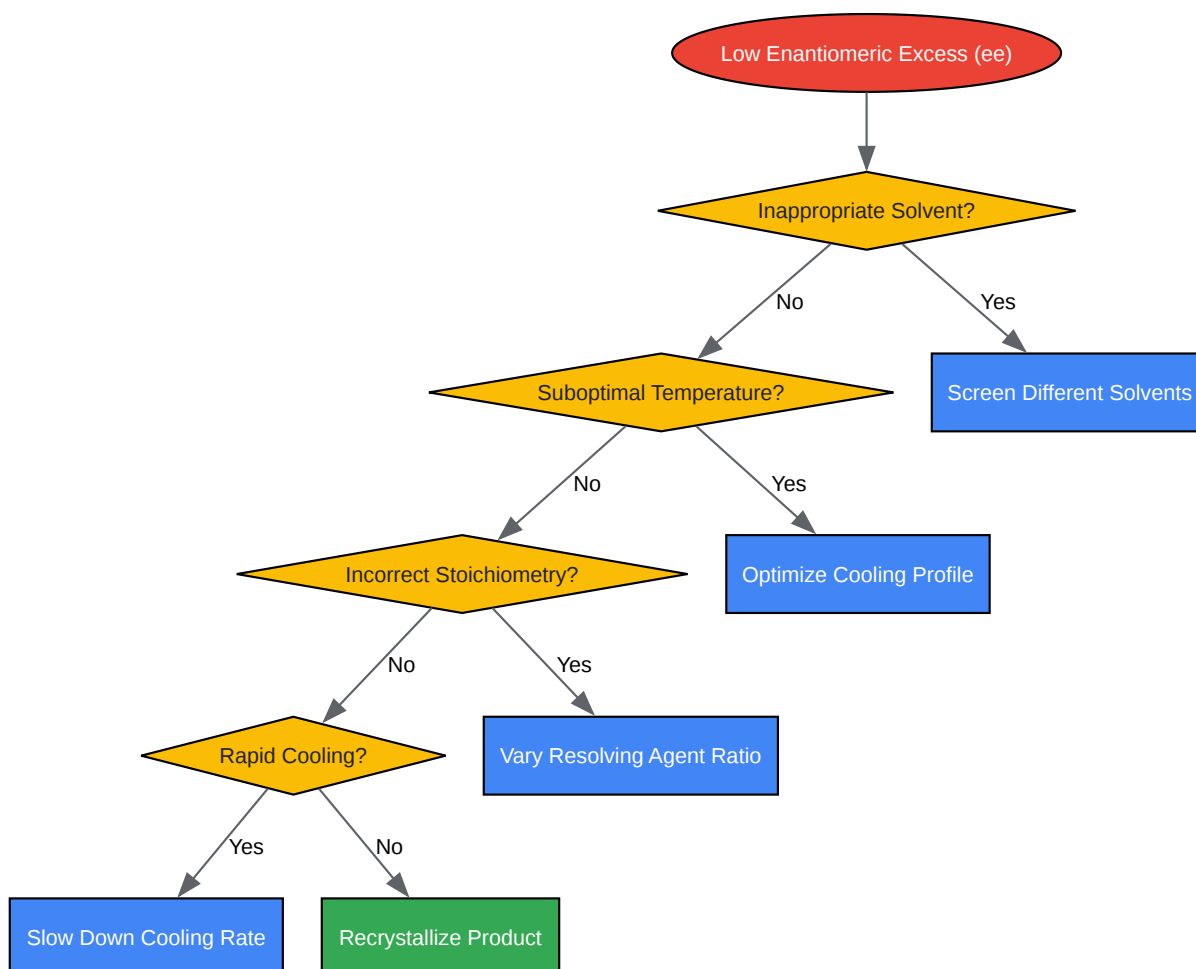 Low Enantiomeric Excess (ee)
Inappropriate Solvent?
No
Yes
Suboptimal Temperature?
Screen Different Solvents
No
Yes
Incorrect Stoichiometry?
Optimize Cooling Profile
No
Yes
Rapid Cooling?
Vary Resolving Agent Ratio
Yes
No
Slow Down Cooling Rate
Recrystallize Product